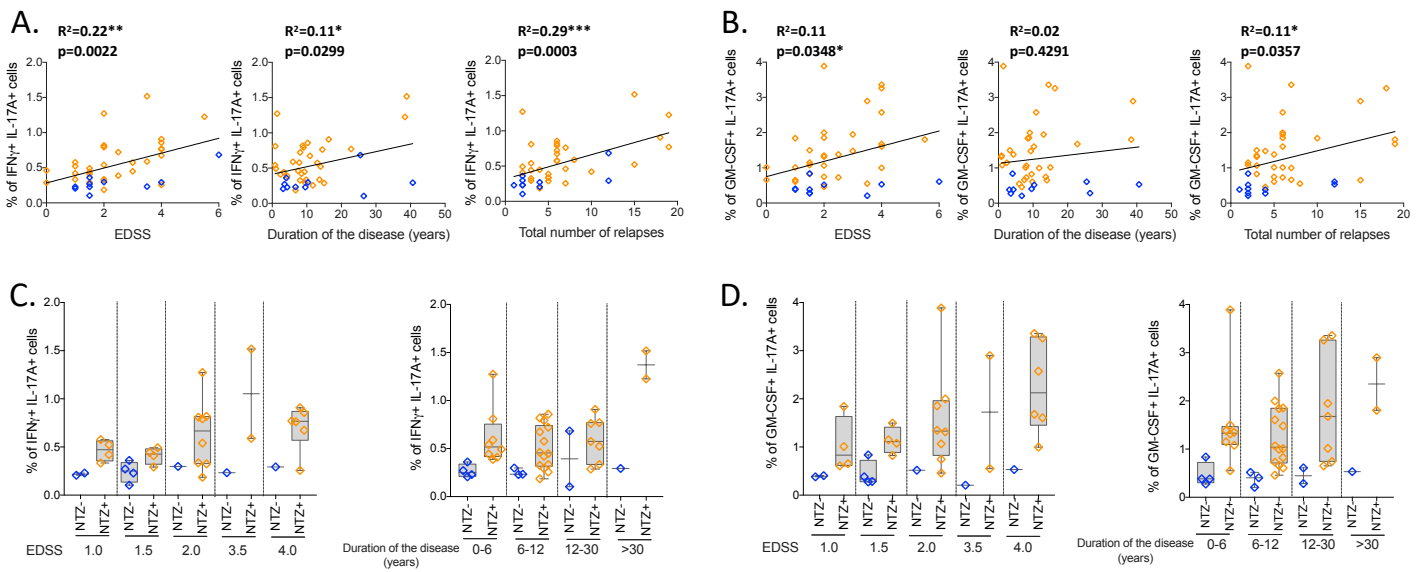 A.
R²=0.22**
p=0.0022
% of IFNγ+ IL-17A+ cells
2.0
1.5
1.0
0.5
0.0
0 2 4 6
EDSS
R²=0.11*
p=0.0299
% of IFNγ+ IL-17A+ cells
2.0
1.5
1.0
0.5
0.0
0 10 20 30 40 50
Duration of the disease (years)
R²=0.29***
p=0.0003
% of IFNγ+ IL-17A+ cells
2.0
1.5
1.0
0.5
0.0
0 5 10 15 20
Total number of relapses
B.
R²=0.11
p=0.0348*
% of GM-CSF+ IL-17A+ cells
4
3
2
1
0
0 2 4 6
EDSS
R²=0.02
p=0.4291
% of GM-CSF+ IL-17A+ cells
4
3
2
1
0
0 10 20 30 40 50
Duration of the disease (years)
R²=0.11*
p=0.0357
% of GM-CSF+ IL-17A+ cells
4
3
2
1
0
0 5 10 15 20
Total number of relapses
C.
% of IFNγ+ IL-17A+ cells
2.0
1.5
1.0
0.5
0.0
NTZ- NTZ+ NTZ- NTZ+ NTZ- NTZ+ NTZ- NTZ+ NTZ- NTZ+
EDSS 1.0 1.5 2.0 3.5 4.0
% of IFNγ+ IL-17A+ cells
2.0
1.5
1.0
0.5
0.0
NTZ- NTZ+ NTZ- NTZ+ NTZ- NTZ+ NTZ- NTZ+
Duration of the disease 0-6 6-12 12-30 >30
(years)
D.
% of GM-CSF+ IL-17A+ cells
4
3
2
1
0
NTZ- NTZ+ NTZ- NTZ+ NTZ- NTZ+ NTZ- NTZ+ NTZ- NTZ+
EDSS 1.0 1.5 2.0 3.5 4.0
% of GM-CSF+ IL-17A+ cells
4
3
2
1
0
NTZ- NTZ+ NTZ- NTZ+ NTZ- NTZ+ NTZ- NTZ+
Duration of the disease 0-6 6-12 12-30 >30
(years)